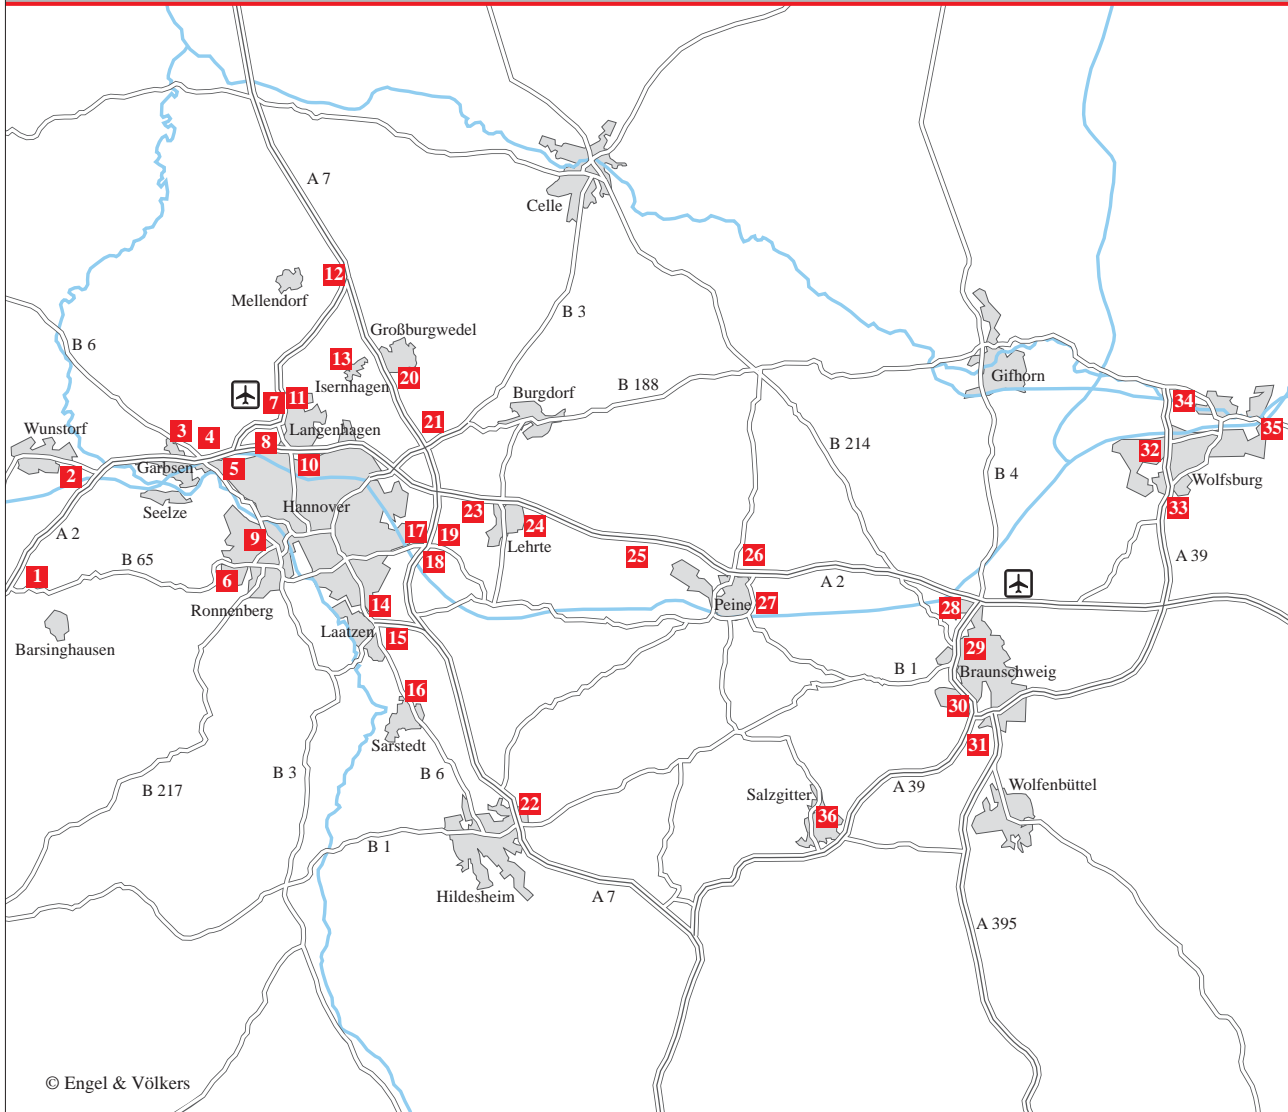 A 7
Celle
12
Mellendorf
B 3
Großburgwedel
B 6
13
Isernhagen
20
Gifhorn
B 188
7
11
Burgdorf
34
Wunstorf
3
4
Langenhagen
21
35
8
B 214
32
2
Garbsen
5
10
B 4
Wolfsburg
Seelze
Hannover
23
33
A 2
9
17
19
24
Lehrte
25
26
A 39
B 65
18
1
6
A 2
Ronnenberg
14
Peine
27
28
Laatzen
15
Barsinghausen
29
B 1
Braunschweig
16
30
Sarstedt
31
B 3
B 6
B 217
A 39
Wolfenbüttel
Salzgitter
22
36
B 1
Hildesheim
A 7
A 395
© Engel & Völkers